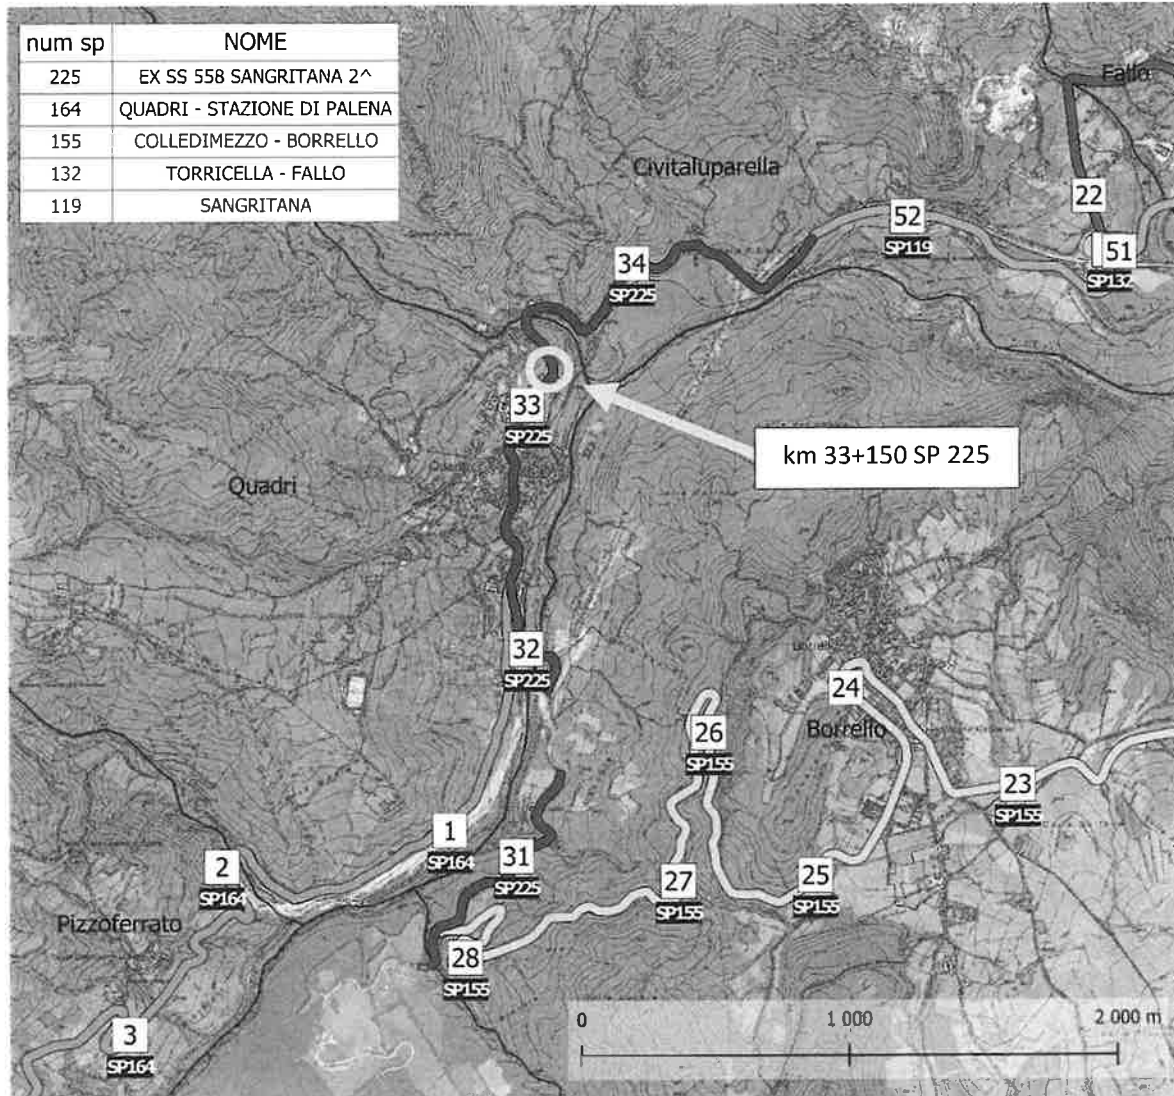 num sp NOME
225 EX SS 558 SANGRITANA 2^
164 QUADRI - STAZIONE DI PALENA
155 COLLEDIMEZZO - BORRELLO
132 TORRICELLA - FALLO
119 SANGRITANA
Fallo
Civitaluparella
22
52
SP119
51
SP132
34
SP225
33
SP225
km 33+150 SP 225
Quadri
32
SP225
24
Borrello
26
SP155
23
SP155
1
SP164
31
SP225
2
SP164
27
SP155
25
SP155
Pizzoferrato
28
SP155
3
SP164
0 1 000 2 000 m